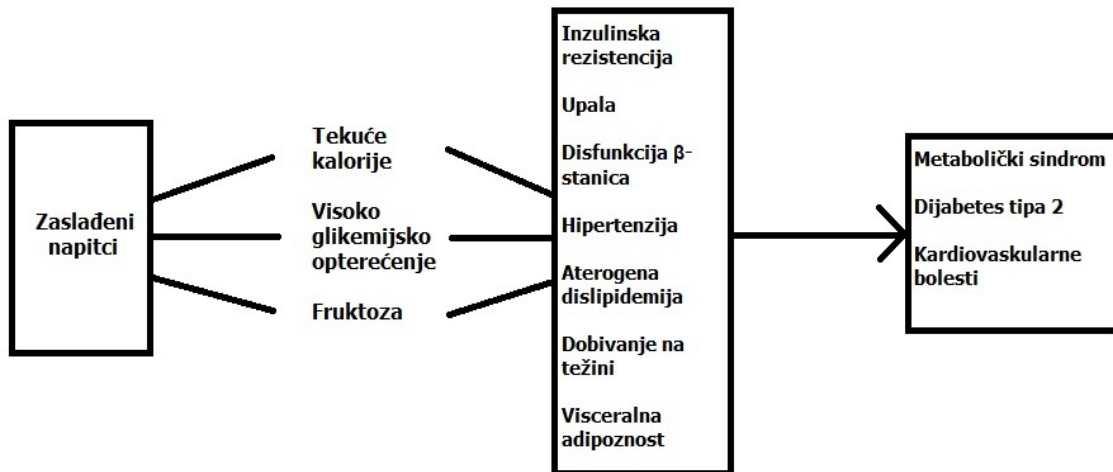 Zaslađeni
napitci
Tekuće
kalorije
Visoko
glikemijsko
opterećenje
Fruktoza
Inzulinska
rezistencija
Upala
Disfunkcija β-
stanica
Hipertenzija
Aterogena
dislipidemija
Dobivanje na
težini
Visceralna
adipoznost
Metabolički sindrom
Dijabetes tipa 2
Kardiovaskularne
bolesti